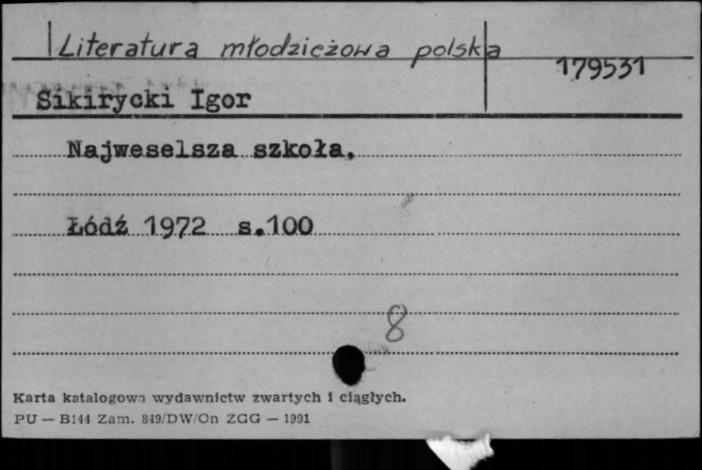 Literatura młodzieżowa polska
179531
Sikirycki Igor
Najweselsza szkoła.
Łódź 1972 s.100
8
Karta katalogowa wydawnictw zwartych i ciągłych.
PU — B144 Zam. 849/DW/On ZGG — 1991